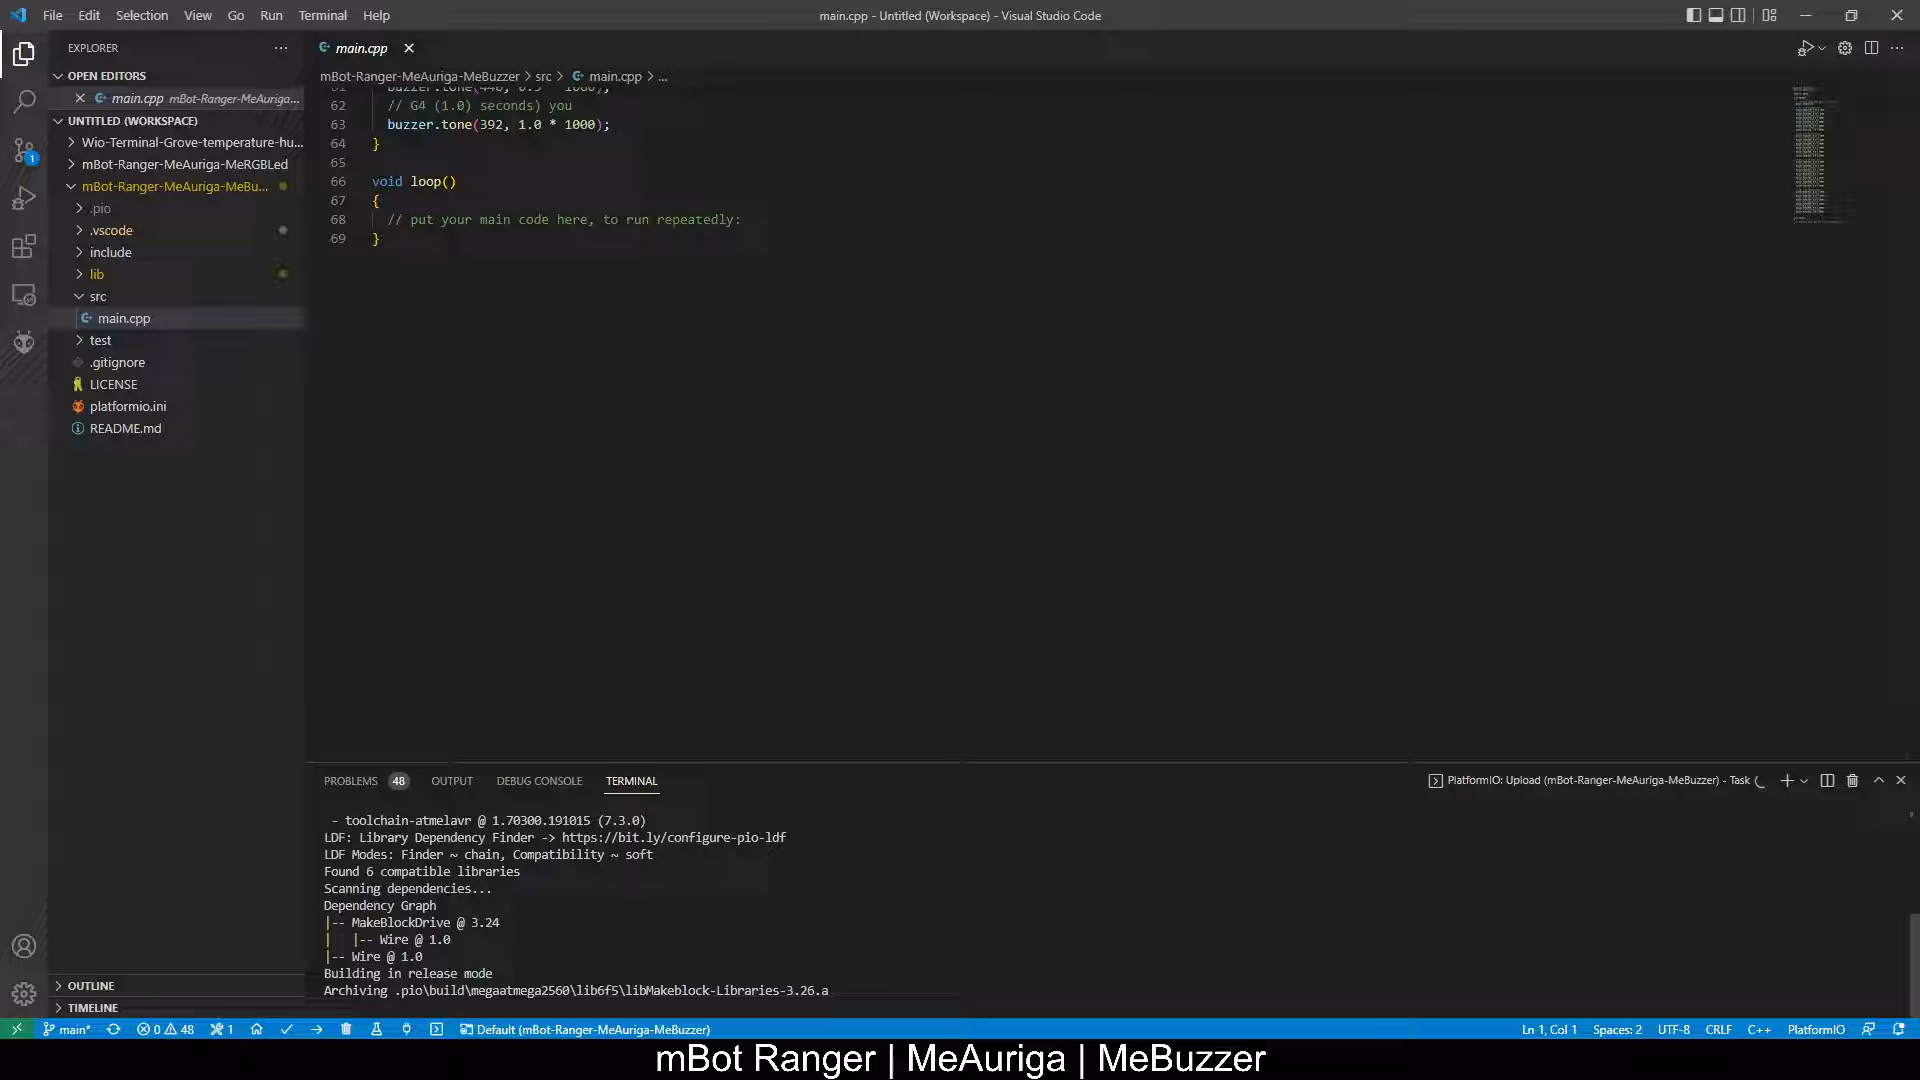 File Edit Selection View Go Run Terminal Help
main.cpp - Untitled (Workspace) - Visual Studio Code
EXPLORER
OPEN EDITORS
main.cpp mBot-Ranger-MeAuriga...
UNTITLED (WORKSPACE)
Wio-Terminal-Grove-temperature-hu...
mBot-Ranger-MeAuriga-MeRGBLed
mBot-Ranger-MeAuriga-MeBu...
.pio
.vscode
include
lib
src
main.cpp
test
.gitignore
LICENSE
platformio.ini
README.md
OUTLINE
TIMELINE
main.cpp
mBot-Ranger-MeAuriga-MeBuzzer > src > main.cpp > ...
62 // G4 (1.0) seconds) you
63 buzzer.tone(392, 1.0 * 1000);
64 }
65
66 void loop()
67 {
68 // put your main code here, to run repeatedly:
69 }
PROBLEMS 48 OUTPUT DEBUG CONSOLE TERMINAL
PlatformIO: Upload (mBot-Ranger-MeAuriga-MeBuzzer) - Task
- toolchain-atmelavr @ 1.70300.191015 (7.3.0)
LDF: Library Dependency Finder -> https://bit.ly/configure-pio-ldf
LDF Modes: Finder ~ chain, Compatibility ~ soft
Found 6 compatible libraries
Scanning dependencies...
Dependency Graph
|-- MakeBlockDrive @ 3.24
|   |-- Wire @ 1.0
|-- Wire @ 1.0
Building in release mode
Archiving .pio\build\megaatmega2560\lib6f5\libMakeblock-Libraries-3.26.a
main* 0 48 1 Default (mBot-Ranger-MeAuriga-MeBuzzer)
Ln 1, Col 1 Spaces: 2 UTF-8 CRLF C++ PlatformIO
mBot Ranger | MeAuriga | MeBuzzer